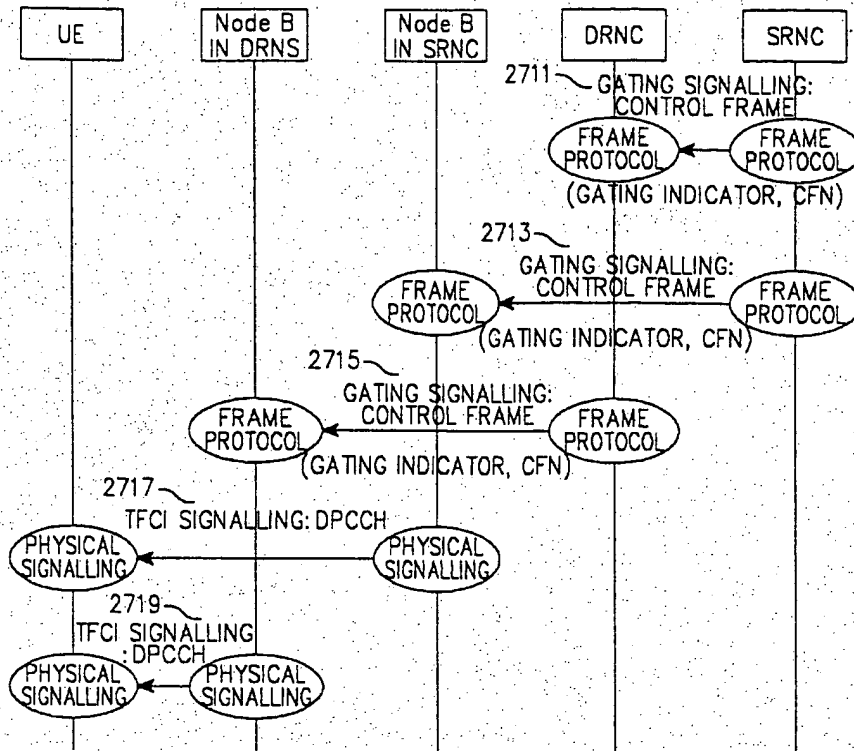 UE
Node B
IN DRNS
Node B
IN SRNC
DRNC
SRNC
2711
GATING SIGNALLING:
CONTROL FRAME
FRAME
PROTOCOL
FRAME
PROTOCOL
(GATING INDICATOR, CFN)
2713
GATING SIGNALLING:
CONTROL FRAME
FRAME
PROTOCOL
FRAME
PROTOCOL
(GATING INDICATOR, CFN)
2715
GATING SIGNALLING:
CONTROL FRAME
FRAME
PROTOCOL
FRAME
PROTOCOL
(GATING INDICATOR, CFN)
2717
TFCI SIGNALLING: DPCCH
PHYSICAL
SIGNALLING
PHYSICAL
SIGNALLING
2719
TFCI SIGNALLING
:DPCCH
PHYSICAL
SIGNALLING
PHYSICAL
SIGNALLING